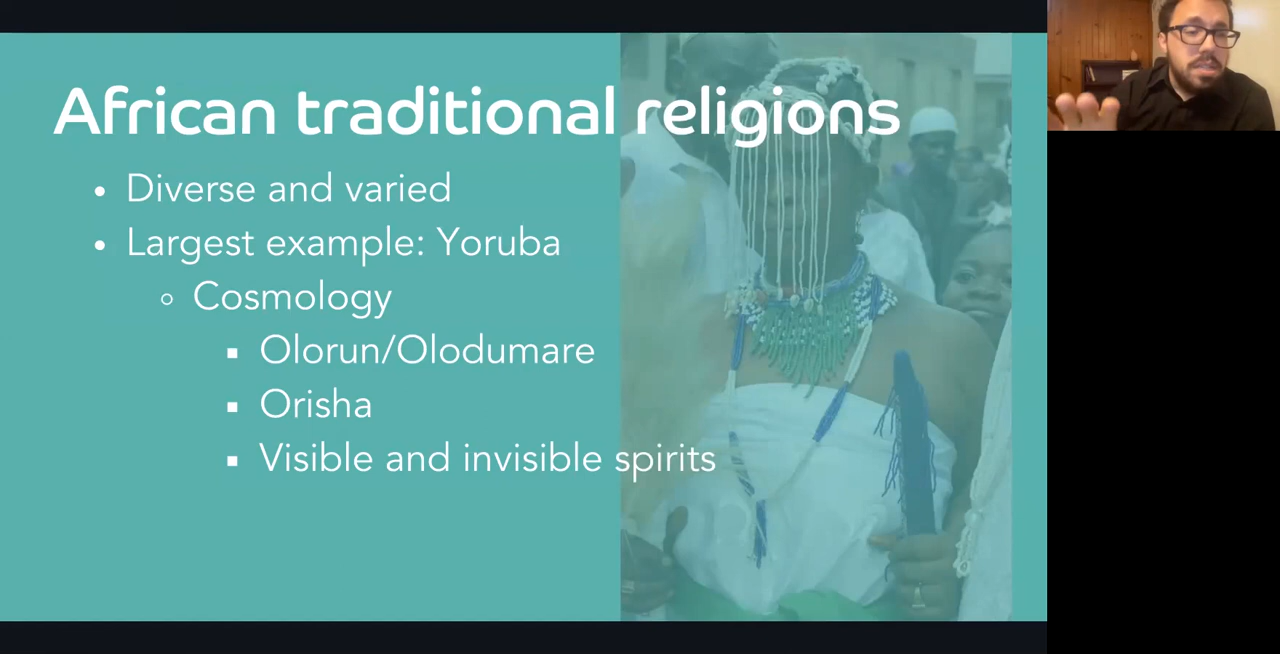 African traditional religions
• Diverse and varied
• Largest example: Yoruba
◦ Cosmology
▪ Olorun/Olodumare
▪ Orisha
▪ Visible and invisible spirits